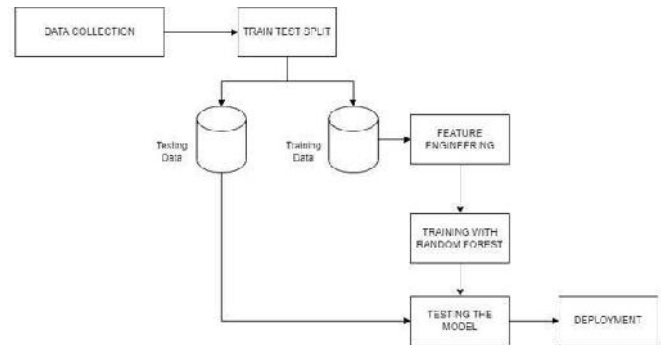 DATA COLLECTION
TRAIN TEST SPLIT
Testing
Data
Training
Data
FEATURE
ENGINEERING
TRAINING WITH
RANDOM FOREST
TESTING THE
MODEL
DEPLOYMENT